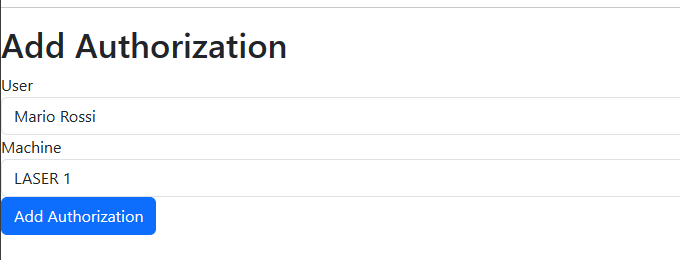 Add Authorization
User
Mario Rossi
Machine
LASER 1
Add Authorization